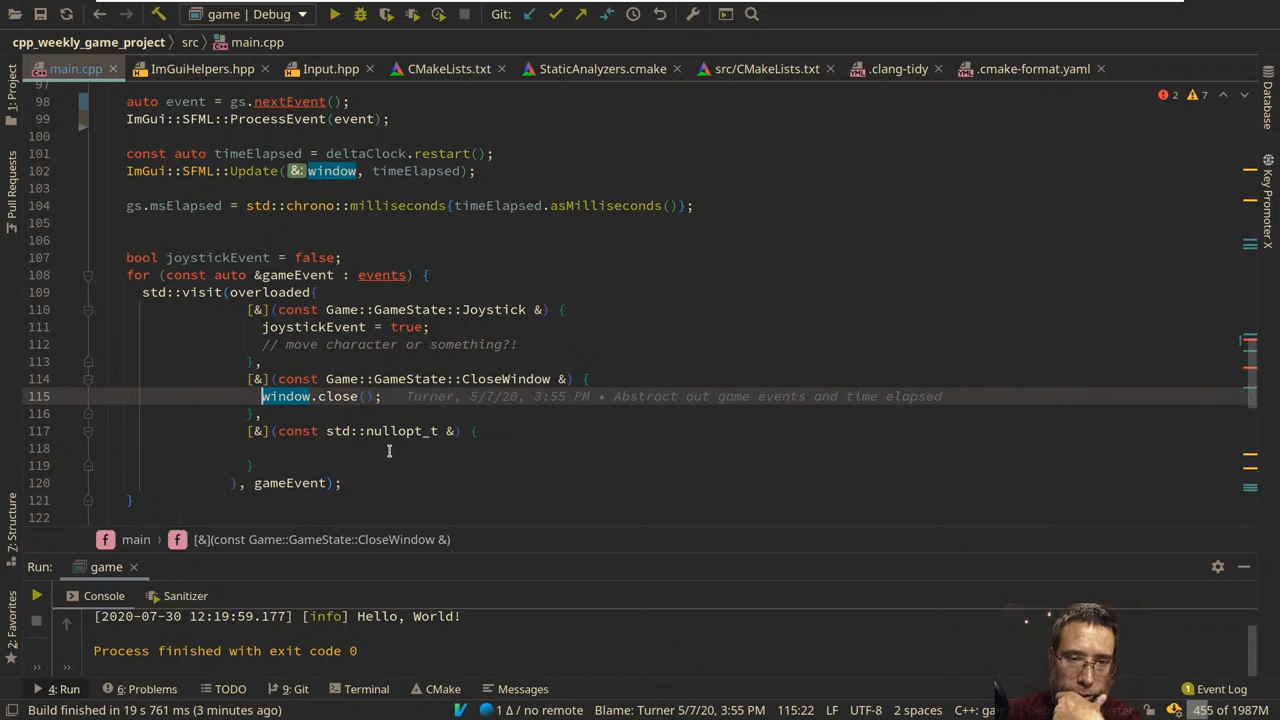 game | Debug
Git:
cpp_weekly_game_project
src
main.cpp
main.cpp
ImGuiHelpers.hpp
Input.hpp
CMakeLists.txt
StaticAnalyzers.cmake
src/CMakeLists.txt
.clang-tidy
.cmake-format.yaml
1: Project
Pull Requests
7: Structure
2: Favorites
Database
Key Promoter X
2
7
97
98 auto event = gs.nextEvent();
99 ImGui::SFML::ProcessEvent(event);
100
101 const auto timeElapsed = deltaClock.restart();
102 ImGui::SFML::Update(&: window, timeElapsed);
103
104 gs.msElapsed = std::chrono::milliseconds{timeElapsed.asMilliseconds()};
105
106
107 bool joystickEvent = false;
108 for (const auto &gameEvent : events) {
109 std::visit(overloaded{
110 [&](const Game::GameState::Joystick &) {
111 joystickEvent = true;
112 // move character or something?!
113 },
114 [&](const Game::GameState::CloseWindow &) {
115 window.close(); Turner, 5/7/20, 3:55 PM • Abstract out game events and time elapsed
116 },
117 [&](const std::nullopt_t &) {
118
119 }
120 }, gameEvent);
121 }
122
f main
f [&](const Game::GameState::CloseWindow &)
Run:
game
Console
Sanitizer
[2020-07-30 12:19:59.177] [info] Hello, World!
Process finished with exit code 0
4: Run
6: Problems
TODO
9: Git
Terminal
CMake
Messages
1 Event Log
Build finished in 19 s 761 ms (3 minutes ago)
1 Δ / no remote
Blame: Turner 5/7/20, 3:55 PM
115:22
LF
UTF-8
2 spaces
455 of 1987M